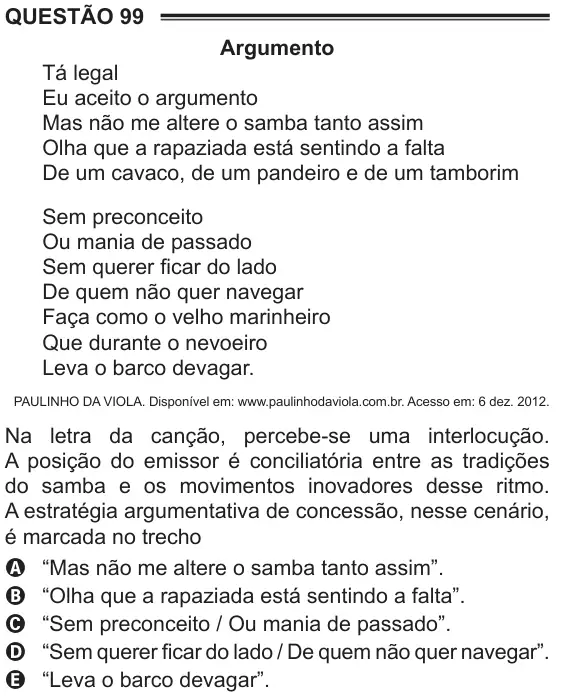 QUESTÃO 99
Argumento
Tá legal
Eu aceito o argumento
Mas não me altere o samba tanto assim
Olha que a rapaziada está sentindo a falta
De um cavaco, de um pandeiro e de um tamborim
Sem preconceito
Ou mania de passado
Sem querer ficar do lado
De quem não quer navegar
Faça como o velho marinheiro
Que durante o nevoeiro
Leva o barco devagar.
PAULINHO DA VIOLA. Disponível em: www.paulinhodaviola.com.br. Acesso em: 6 dez. 2012.
Na letra da canção, percebe-se uma interlocução.
A posição do emissor é conciliatória entre as tradições
do samba e os movimentos inovadores desse ritmo.
A estratégia argumentativa de concessão, nesse cenário,
é marcada no trecho
A “Mas não me altere o samba tanto assim”.
B “Olha que a rapaziada está sentindo a falta”.
C “Sem preconceito / Ou mania de passado”.
D “Sem querer ficar do lado / De quem não quer navegar”.
E “Leva o barco devagar”.